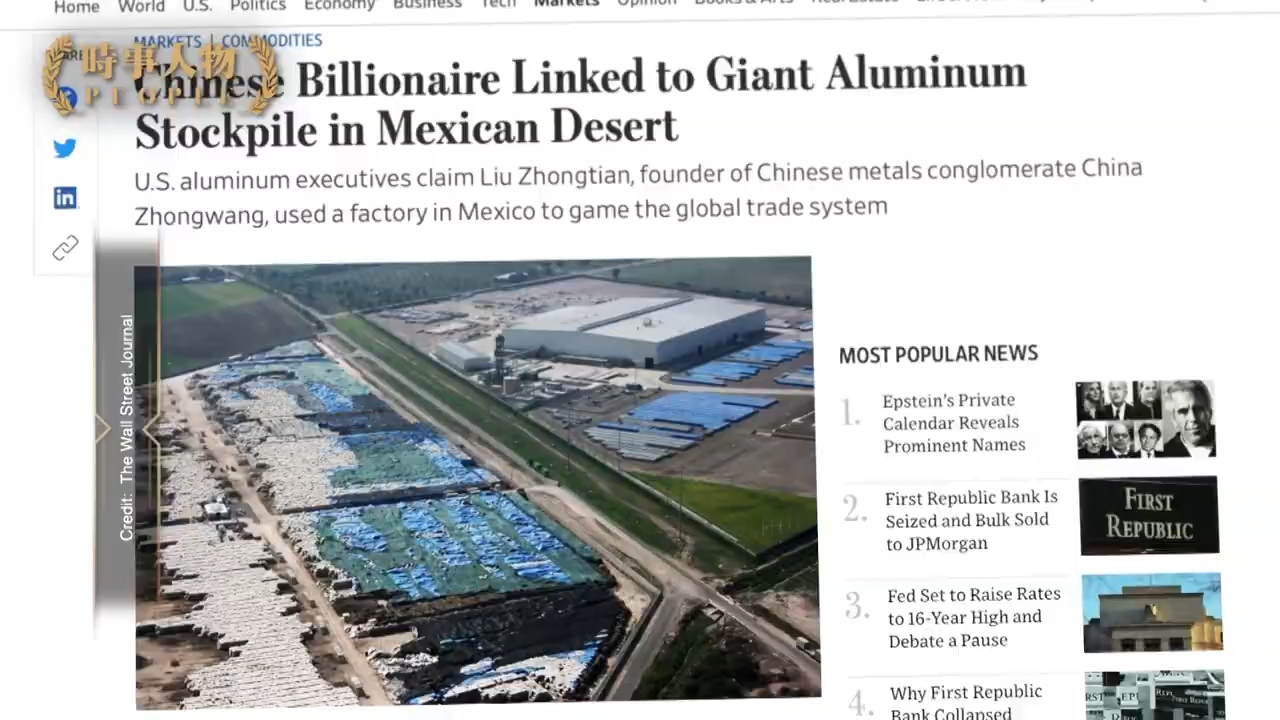 Home World U.S. Politics Economy Business Tech Markets Opinion Books & Arts Real Estate
MARKETS | COMMODITIES
時事人物
PEOPLE
Chinese Billionaire Linked to Giant Aluminum
Stockpile in Mexican Desert
U.S. aluminum executives claim Liu Zhongtian, founder of Chinese metals conglomerate China
Zhongwang, used a factory in Mexico to game the global trade system
Credit: The Wall Street Journal
MOST POPULAR NEWS
1. Epstein's Private
Calendar Reveals
Prominent Names
2. First Republic Bank Is
Seized and Bulk Sold
to JPMorgan
FIRST
REPUBLIC
3. Fed Set to Raise Rates
to 16-Year High and
Debate a Pause
4. Why First Republic
Bank Collapsed